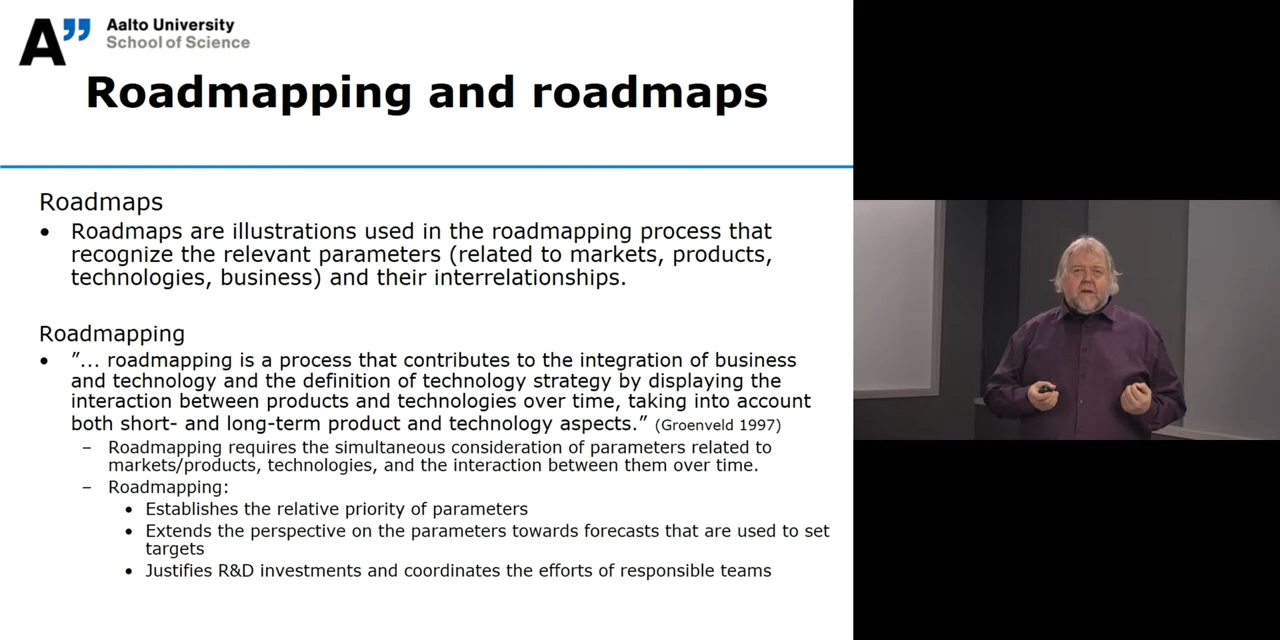 Aalto University
School of Science
Roadmapping and roadmaps
Roadmaps
• Roadmaps are illustrations used in the roadmapping process that
recognize the relevant parameters (related to markets, products,
technologies, business) and their interrelationships.
Roadmapping
• ”... roadmapping is a process that contributes to the integration of business
and technology and the definition of technology strategy by displaying the
interaction between products and technologies over time, taking into account
both short- and long-term product and technology aspects.” (Groenveld 1997)
– Roadmapping requires the simultaneous consideration of parameters related to
markets/products, technologies, and the interaction between them over time.
– Roadmapping:
• Establishes the relative priority of parameters
• Extends the perspective on the parameters towards forecasts that are used to set
targets
• Justifies R&D investments and coordinates the efforts of responsible teams